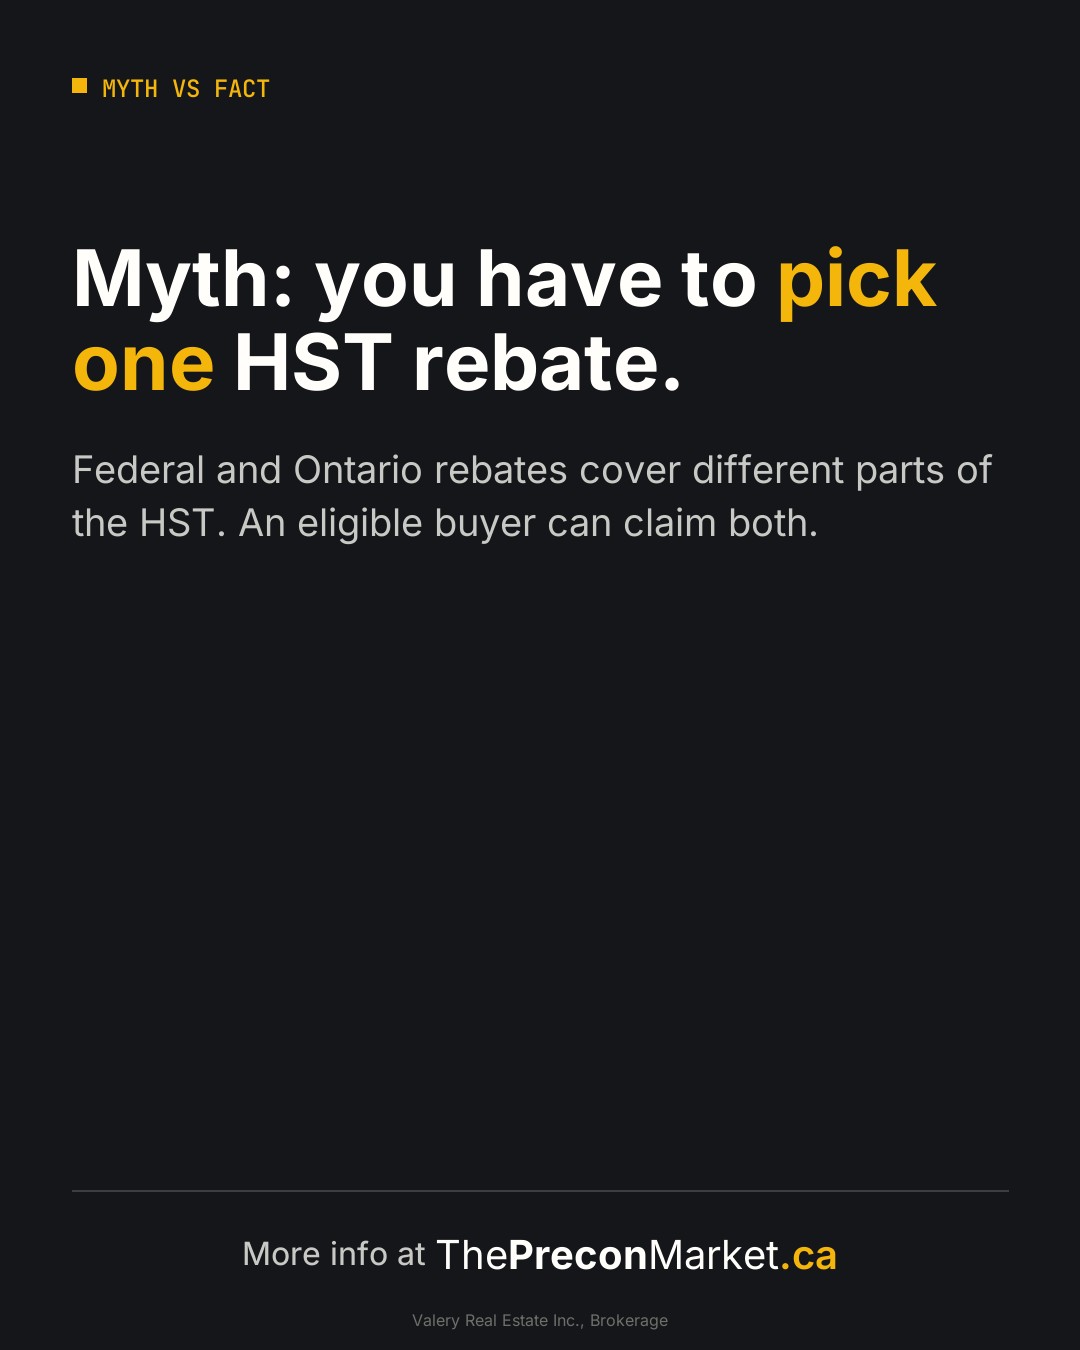 MYTH VS FACT
Myth: you have to pick
one HST rebate.
Federal and Ontario rebates cover different parts of
the HST. An eligible buyer can claim both.
More info at ThePreconMarket.ca
Valery Real Estate Inc., Brokerage